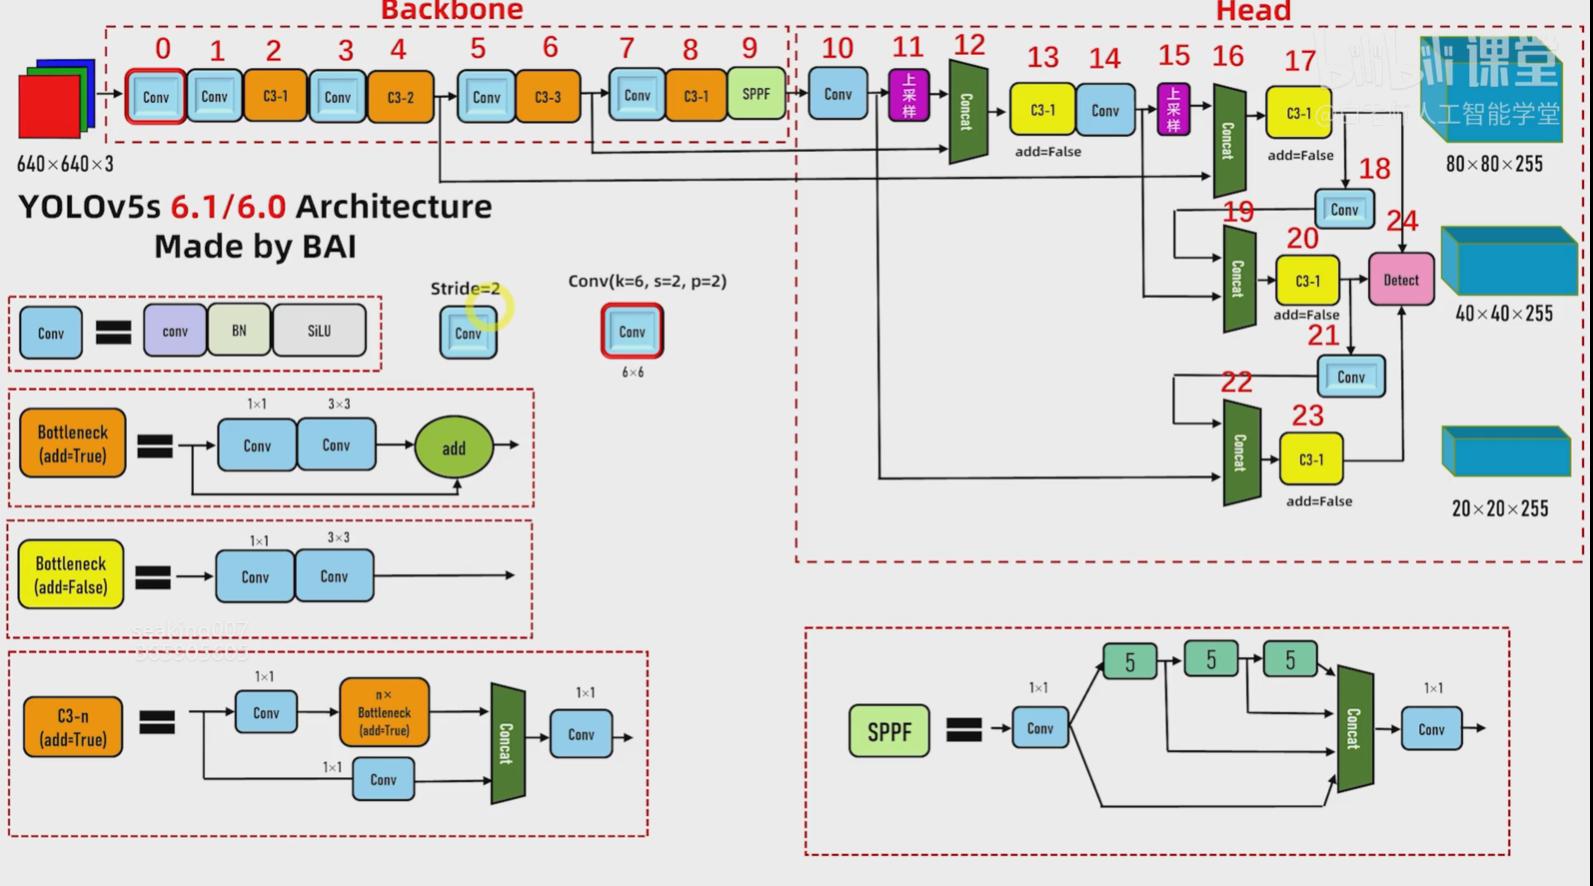 Backbone
Head
0 1 2 3 4 5 6 7 8 9 10 11 12 13 14 15 16 17
Conv Conv C3-1 Conv C3-2 Conv C3-3 Conv C3-1 SPPF Conv 上采样 Concat C3-1 Conv 上采样 Concat C3-1
add=False
add=False
640×640×3
人工智能学堂
课堂
80×80×255
YOLOv5s 6.1/6.0 Architecture
Made by BAI
18
Conv
19
Concat
20
C3-1
add=False
24
Detect
40×40×255
21
Conv
22
Concat
23
C3-1
add=False
20×20×255
Conv
conv BN SiLU
Stride=2
Conv
Conv(k=6, s=2, p=2)
Conv
6×6
Bottleneck
(add=True)
1×1 3×3
Conv Conv
add
Bottleneck
(add=False)
1×1 3×3
Conv Conv
seaking007
C3-n
(add=True)
1×1
Conv
n×
Bottleneck
(add=True)
1×1
Conv
Concat
1×1
Conv
SPPF
1×1
Conv
5 5 5
Concat
1×1
Conv